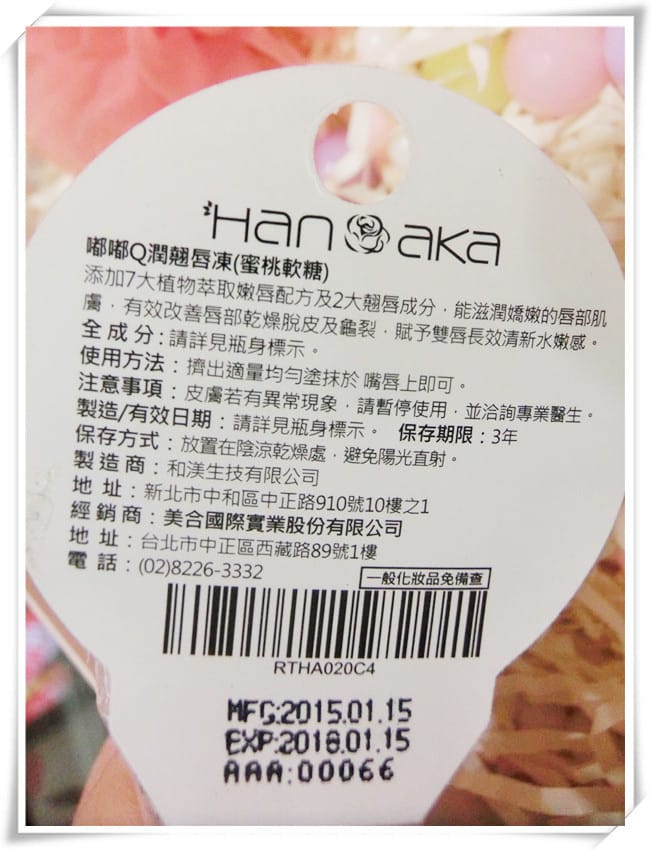 Hanaka
嘟嘟Q潤翹唇凍(蜜桃軟糖)
添加7大植物萃取嫩唇配方及2大翹唇成分，能滋潤嬌嫩的唇部肌
膚，有效改善唇部乾燥脫皮及龜裂，賦予雙唇長效清新水嫩感。
全成分:請詳見瓶身標示。
使用方法：擠出適量均勻塗抹於 嘴唇上即可。
注意事項：皮膚若有異常現象，請暫停使用，並洽詢專業醫生。
製造/有效日期：請詳見瓶身標示。 保存期限：3年
保存方式：放置在陰涼乾燥處，避免陽光直射。
製造商：和渼生技有限公司
地 址：新北市中和區中正路910號10樓之1
經銷商：美合國際實業股份有限公司
地 址：台北市中正區西藏路89號1樓
電 話：(02)8226-3332
一般化妝品免備查
RTHA020C4
MFG:2015.01.15
EXP:2018.01.15
AAA:00066